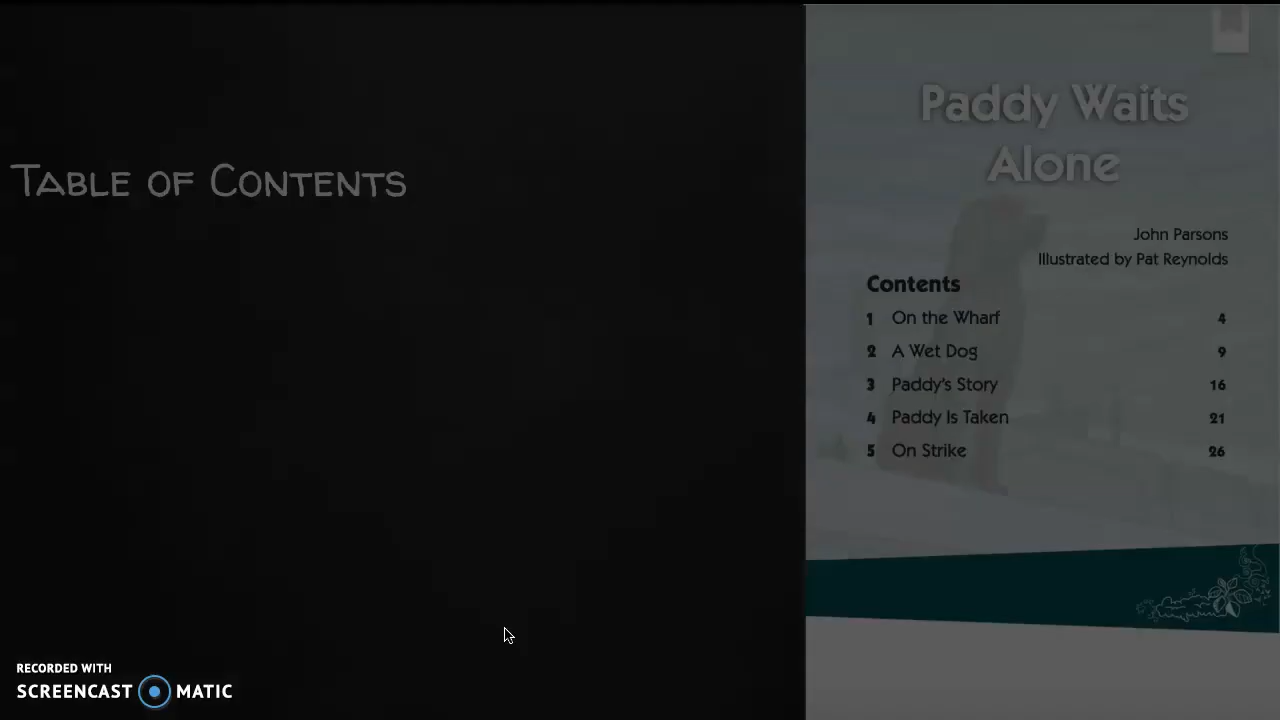 Table of Contents
Paddy Waits
Alone
John Parsons
Illustrated by Pat Reynolds
Contents
1 On the Wharf 4
2 A Wet Dog 9
3 Paddy's Story 16
4 Paddy Is Taken 21
5 On Strike 26
RECORDED WITH
SCREENCAST MATIC